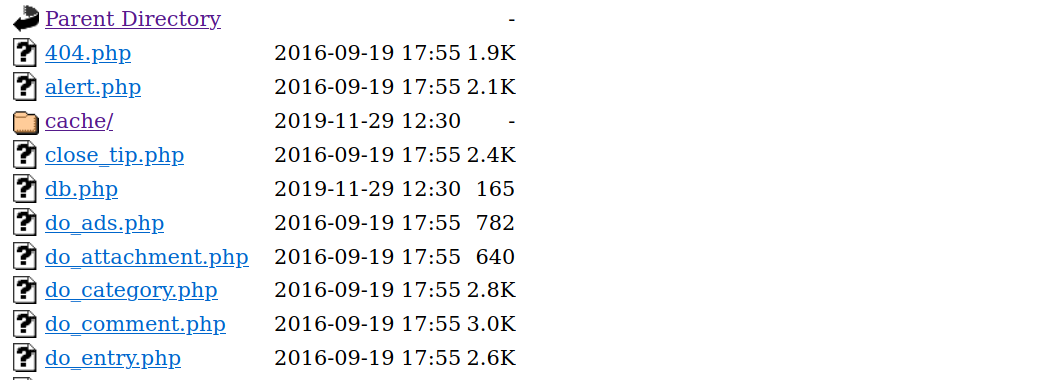 Parent Directory -
404.php 2016-09-19 17:55 1.9K
alert.php 2016-09-19 17:55 2.1K
cache/ 2019-11-29 12:30 -
close_tip.php 2016-09-19 17:55 2.4K
db.php 2019-11-29 12:30 165
do_ads.php 2016-09-19 17:55 782
do_attachment.php 2016-09-19 17:55 640
do_category.php 2016-09-19 17:55 2.8K
do_comment.php 2016-09-19 17:55 3.0K
do_entry.php 2016-09-19 17:55 2.6K